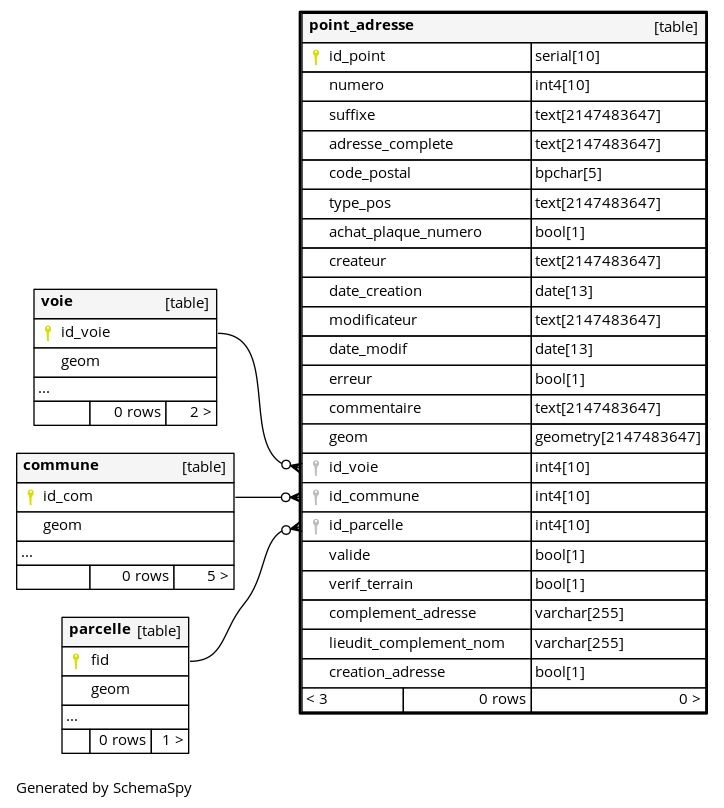 point_adresse [table]
id_point serial[10]
numero int4[10]
suffixe text[2147483647]
adresse_complete text[2147483647]
code_postal bpchar[5]
type_pos text[2147483647]
achat_plaque_numero bool[1]
createur text[2147483647]
date_creation date[13]
modificateur text[2147483647]
date_modif date[13]
erreur bool[1]
commentaire text[2147483647]
geom geometry[2147483647]
id_voie int4[10]
id_commune int4[10]
id_parcelle int4[10]
valide bool[1]
verif_terrain bool[1]
complement_adresse varchar[255]
lieudit_complement_nom varchar[255]
creation_adresse bool[1]
< 3 0 rows 0 >
voie [table]
id_voie
geom
...
0 rows 2 >
commune [table]
id_com
geom
...
0 rows 5 >
parcelle [table]
fid
geom
...
0 rows 1 >
Generated by SchemaSpy